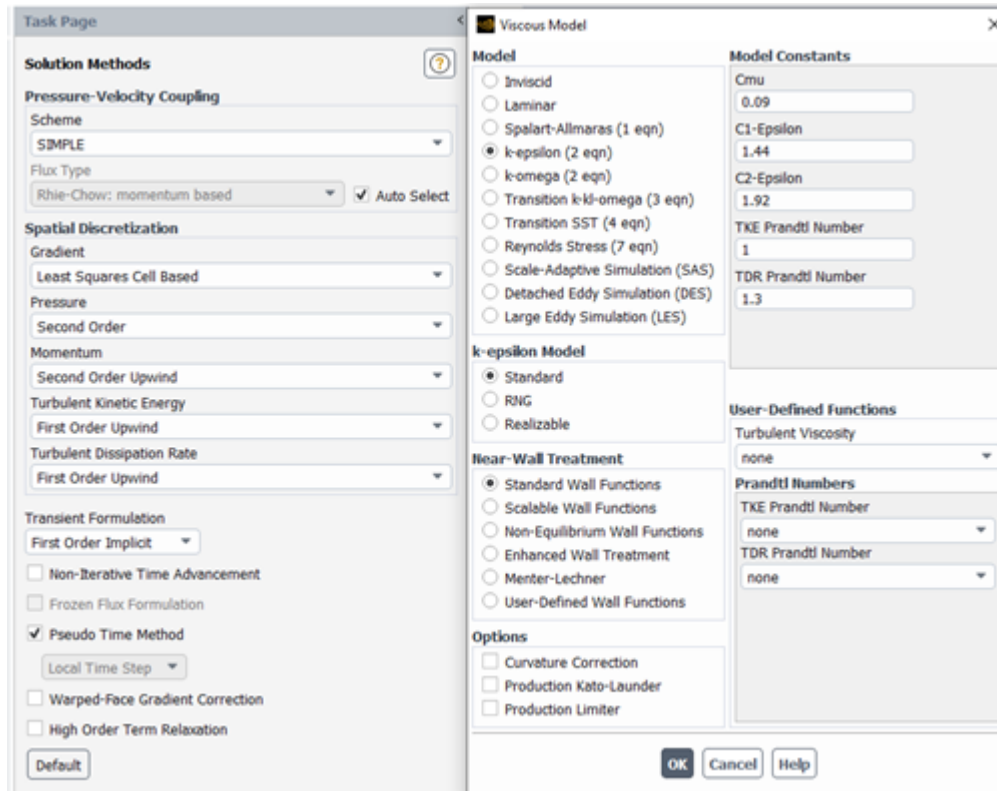 Task Page
Solution Methods
Pressure-Velocity Coupling
Scheme
SIMPLE
Flux Type
Rhie-Chow: momentum based
Auto Select
Spatial Discretization
Gradient
Least Squares Cell Based
Pressure
Second Order
Momentum
Second Order Upwind
Turbulent Kinetic Energy
First Order Upwind
Turbulent Dissipation Rate
First Order Upwind
Transient Formulation
First Order Implicit
Non-Iterative Time Advancement
Frozen Flux Formulation
Pseudo Time Method
Local Time Step
Warped-Face Gradient Correction
High Order Term Relaxation
Default
Viscous Model
Model
Inviscid
Laminar
Spalart-Allmaras (1 eqn)
k-epsilon (2 eqn)
k-omega (2 eqn)
Transition k-kl-omega (3 eqn)
Transition SST (4 eqn)
Reynolds Stress (7 eqn)
Scale-Adaptive Simulation (SAS)
Detached Eddy Simulation (DES)
Large Eddy Simulation (LES)
k-epsilon Model
Standard
RNG
Realizable
Near-Wall Treatment
Standard Wall Functions
Scalable Wall Functions
Non-Equilibrium Wall Functions
Enhanced Wall Treatment
Menter-Lechner
User-Defined Wall Functions
Options
Curvature Correction
Production Kato-Launder
Production Limiter
Model Constants
Cmu
0.09
C1-Epsilon
1.44
C2-Epsilon
1.92
TKE Prandtl Number
1
TDR Prandtl Number
1.3
User-Defined Functions
Turbulent Viscosity
none
Prandtl Numbers
TKE Prandtl Number
none
TDR Prandtl Number
none
OK
Cancel
Help